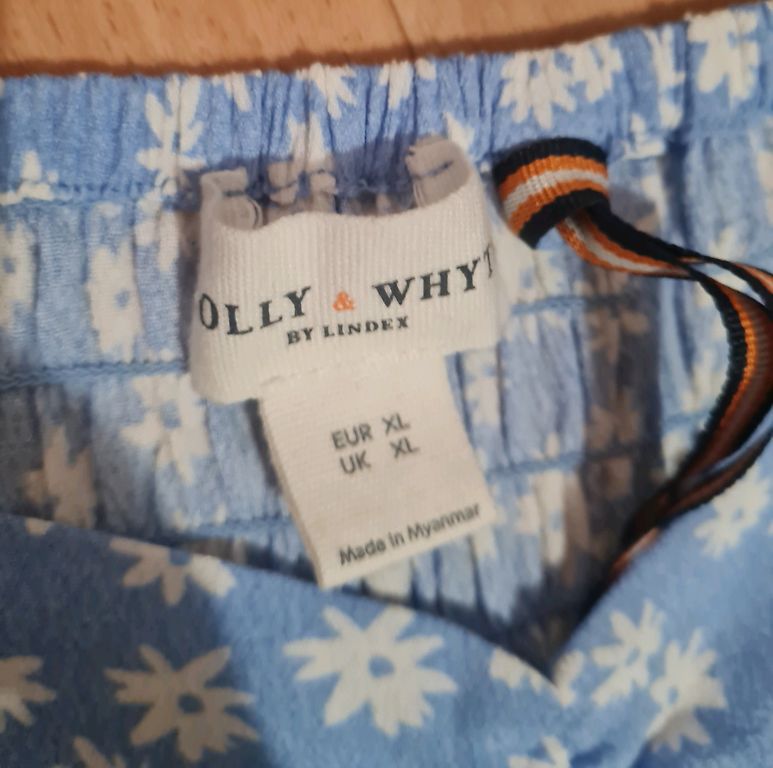 OLLY & WHYT
BY LINDEX
EUR XL
UK XL
Made in Myanmar